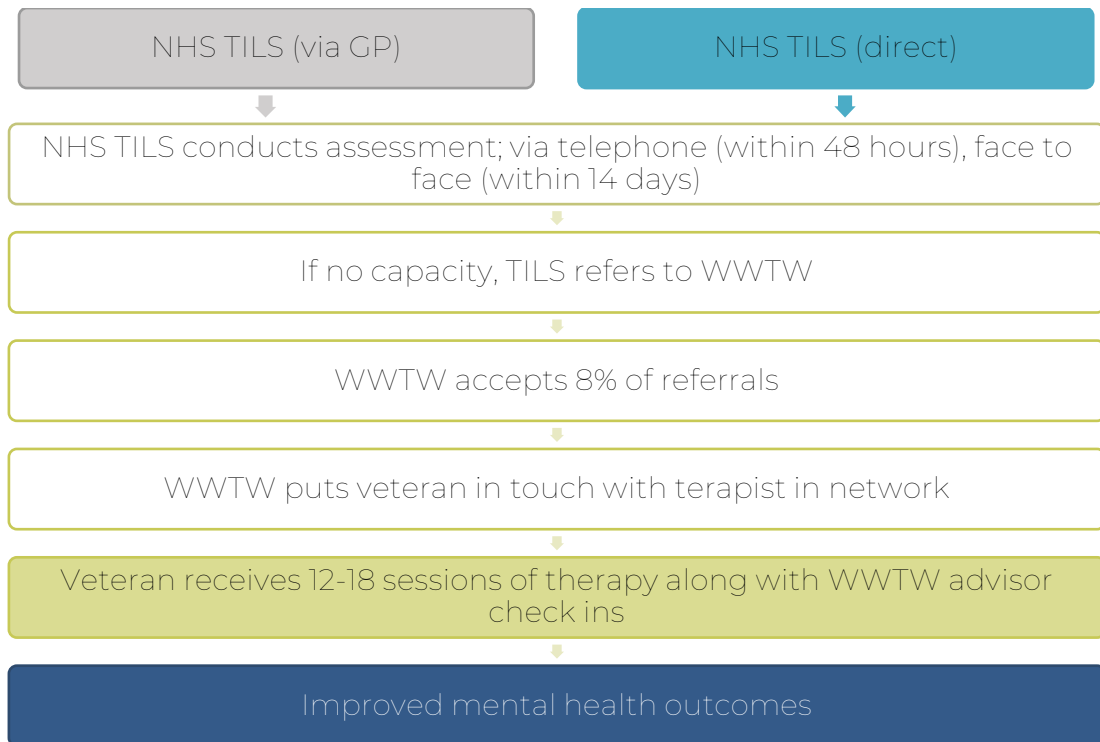 NHS TILS (via GP)
NHS TILS (direct)
NHS TILS conducts assessment; via telephone (within 48 hours), face to
face (within 14 days)
If no capacity, TILS refers to WWTW
WWTW accepts 8% of referrals
WWTW puts veteran in touch with terapist in network
Veteran receives 12-18 sessions of therapy along with WWTW advisor
check ins
Improved mental health outcomes